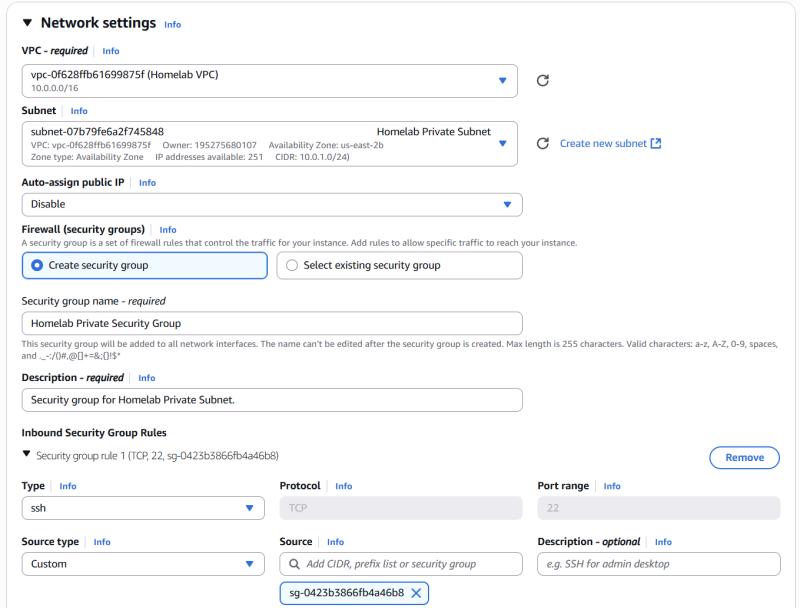 Network settings Info
VPC - required Info
vpc-0f628ffb61699875f (Homelab VPC)
10.0.0.0/16
Subnet Info
subnet-07b79fe6a2f745848 Homelab Private Subnet
VPC: vpc-0f628ffb61699875f Owner: 195275680107 Availability Zone: us-east-2b
Zone type: Availability Zone IP addresses available: 251 CIDR: 10.0.1.0/24)
Create new subnet
Auto-assign public IP Info
Disable
Firewall (security groups) Info
A security group is a set of firewall rules that control the traffic for your instance. Add rules to allow specific traffic to reach your instance.
Create security group Select existing security group
Security group name - required
Homelab Private Security Group
This security group will be added to all network interfaces. The name can't be edited after the security group is created. Max length is 255 characters. Valid characters: a-z, A-Z, 0-9, spaces,
and ._-:/()#,@[]+=&;{}!$*
Description - required Info
Security group for Homelab Private Subnet.
Inbound Security Group Rules
Security group rule 1 (TCP, 22, sg-0423b3866fb4a46b8) Remove
Type Info Protocol Info Port range Info
ssh TCP 22
Source type Info Source Info Description - optional Info
Custom Add CIDR, prefix list or security group e.g. SSH for admin desktop
sg-0423b3866fb4a46b8